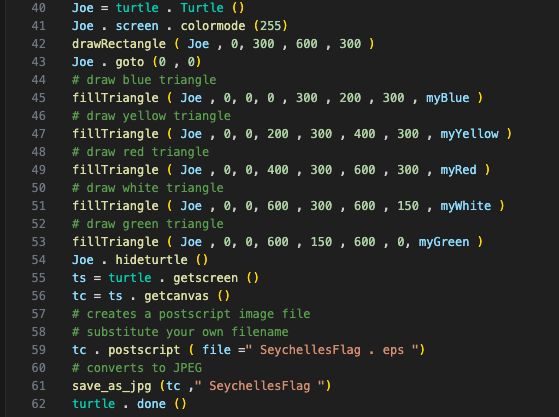 40 Joe = turtle . Turtle ()
41 Joe . screen . colormode (255)
42 drawRectangle ( Joe , 0, 300 , 600 , 300 )
43 Joe . goto (0 , 0)
44 # draw blue triangle
45 fillTriangle ( Joe , 0, 0, 0 , 300 , 200 , 300 , myBlue )
46 # draw yellow triangle
47 fillTriangle ( Joe , 0, 0, 200 , 300 , 400 , 300 , myYellow )
48 # draw red triangle
49 fillTriangle ( Joe , 0, 0, 400 , 300 , 600 , 300 , myRed )
50 # draw white triangle
51 fillTriangle ( Joe , 0, 0, 600 , 300 , 600 , 150 , myWhite )
52 # draw green triangle
53 fillTriangle ( Joe , 0, 0, 600 , 150 , 600 , 0, myGreen )
54 Joe . hideturtle ()
55 ts = turtle . getscreen ()
56 tc = ts . getcanvas ()
57 # creates a postscript image file
58 # substitute your own filename
59 tc . postscript ( file =" SeychellesFlag . eps ")
60 # converts to JPEG
61 save_as_jpg (tc ," SeychellesFlag ")
62 turtle . done ()